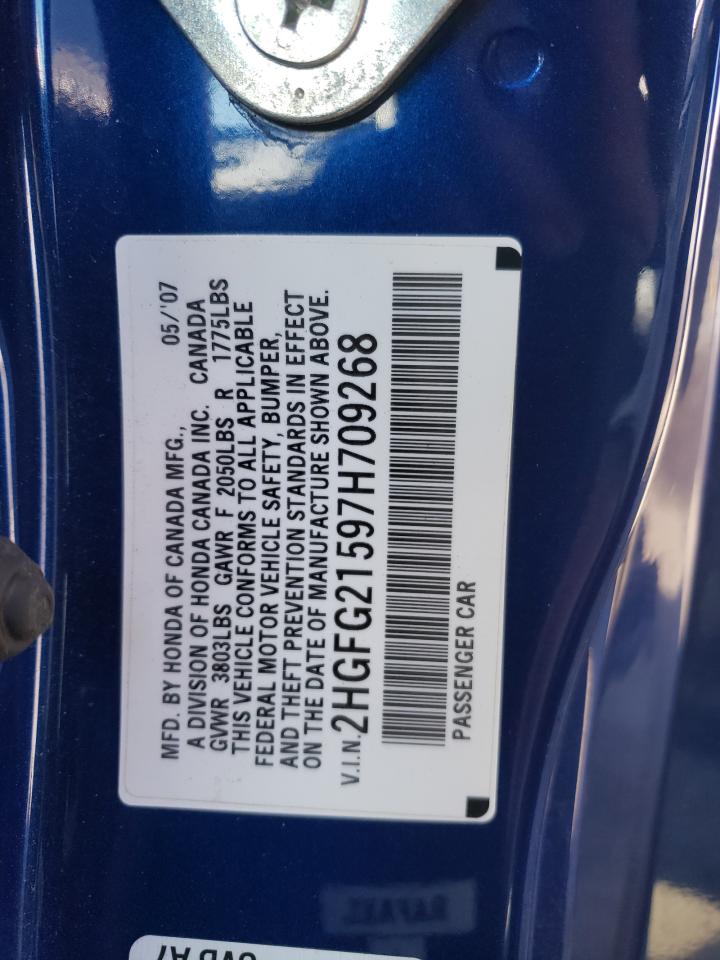 MFD. BY HONDA OF CANADA MFG., 05/'07
A DIVISION OF HONDA CANADA INC. CANADA
GVWR 3803LBS GAWR F 2050LBS R 1775LBS
THIS VEHICLE CONFORMS TO ALL APPLICABLE
FEDERAL MOTOR VEHICLE SAFETY, BUMPER,
AND THEFT PREVENTION STANDARDS IN EFFECT
ON THE DATE OF MANUFACTURE SHOWN ABOVE.
V.I.N. 2HGFG21597H709268
PASSENGER CAR